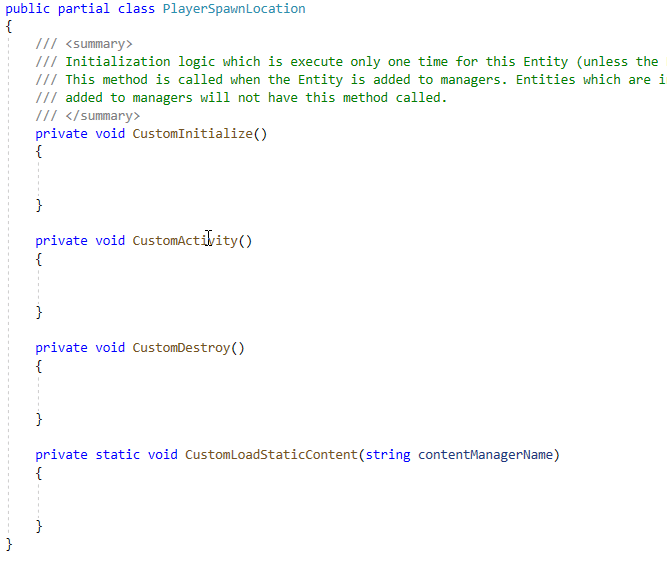 public partial class PlayerSpawnLocation
{
/// <summary>
/// Initialization logic which is execute only one time for this Entity (unless the
/// This method is called when the Entity is added to managers. Entities which are i
/// added to managers will not have this method called.
/// </summary>
private void CustomInitialize()
{
}
private void CustomActivity()
{
}
private void CustomDestroy()
{
}
private static void CustomLoadStaticContent(string contentManagerName)
{
}
}